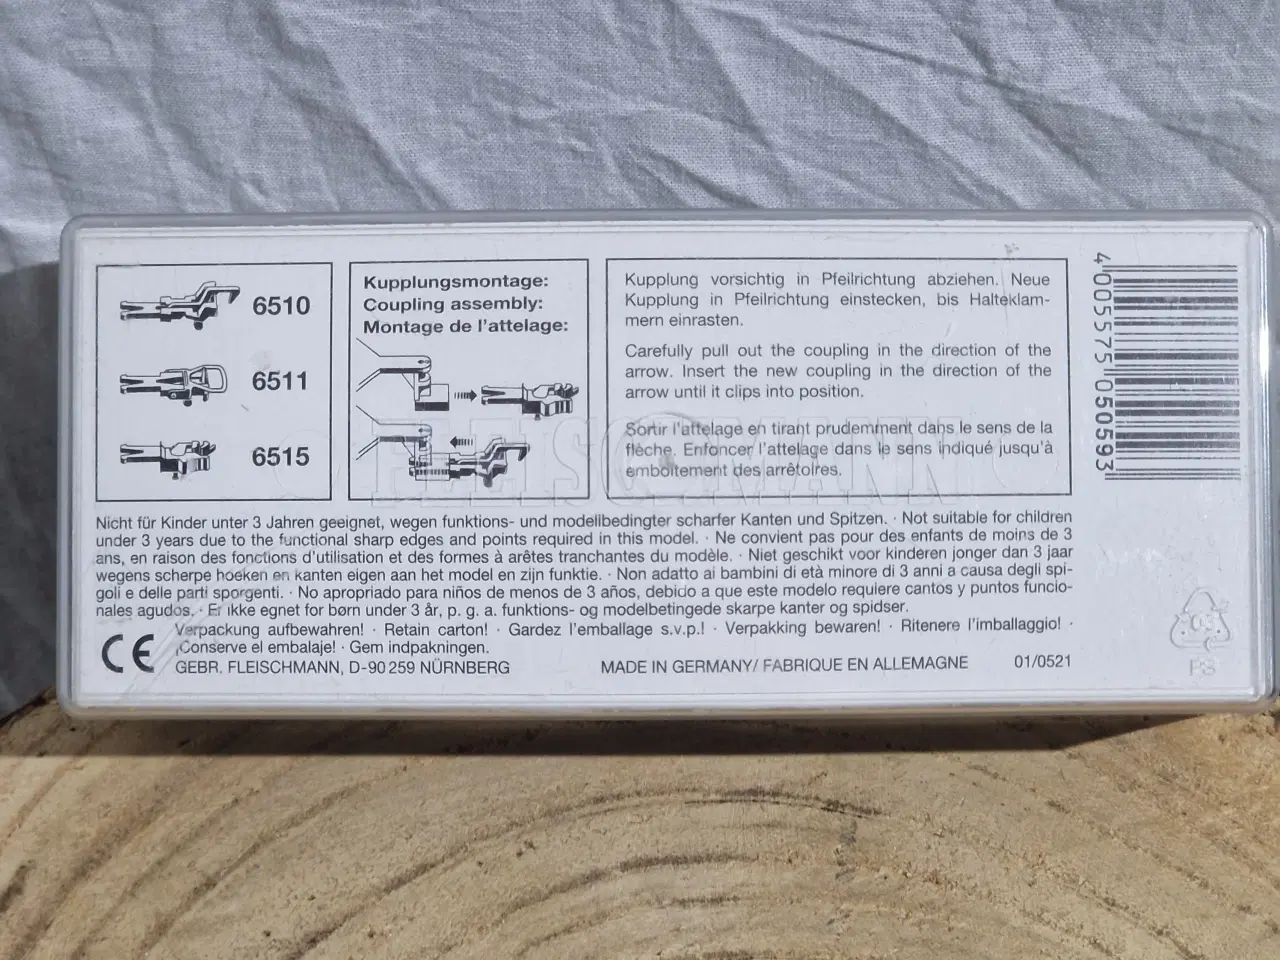 6510
6511
6515
Kupplungsmontage:
Coupling assembly:
Montage de l'attelage:
Kupplung vorsichtig in Pfeilrichtung abziehen. Neue
Kupplung in Pfeilrichtung einstecken, bis Halteklam-
mern einrasten.
Carefully pull out the coupling in the direction of the
arrow. Insert the new coupling in the direction of the
arrow until it clips into position.
Sortir l'attelage en tirant prudemment dans le sens de la
flèche. Enfoncer l'attelage dans le sens indiqué jusqu'à
emboîtement des arrêtoires.
4 005575 050593
FLEISCHMANN
Nicht für Kinder unter 3 Jahren geeignet, wegen funktions- und modellbedingter scharfer Kanten und Spitzen. · Not suitable for children
under 3 years due to the functional sharp edges and points required in this model. · Ne convient pas pour des enfants de moins de 3
ans, en raison des fonctions d'utilisation et des formes à arêtes tranchantes du modèle. · Niet geschikt voor kinderen jonger dan 3 jaar
wegens scherpe hoeken en kanten eigen aan het model en zijn funktie. · Non adatto ai bambini di età minore di 3 anni a causa degli spi-
goli e delle parti sporgenti. · No apropriado para niños de menos de 3 años, debido a que este modelo requiere cantos y puntos funcio-
nales agudos. · Er ikke egnet for børn under 3 år, p. g. a. funktions- og modelbetingede skarpe kanter og spidser.
Verpackung aufbewahren! · Retain carton! · Gardez l'emballage s.v.p.! · Verpakking bewaren! · Ritenere l'imballaggio! ·
¡Conserve el embalaje! · Gem indpakningen.
CE
GEBR. FLEISCHMANN, D-90 259 NÜRNBERG MADE IN GERMANY/ FABRIQUE EN ALLEMAGNE 01/0521
PS